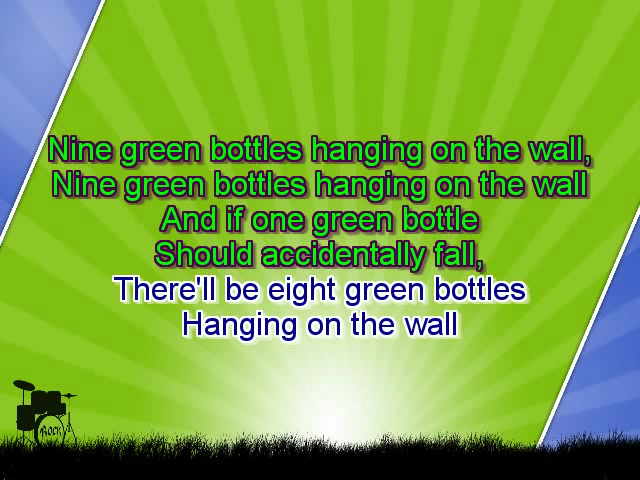 Nine green bottles hanging on the wall,
Nine green bottles hanging on the wall
And if one green bottle
Should accidentally fall,
There'll be eight green bottles
Hanging on the wall
ROCK